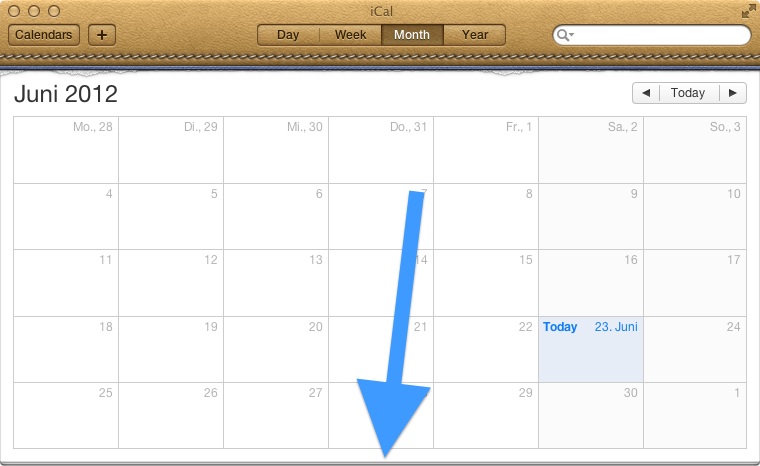 iCal
Calendars + Day Week Month Year
Juni 2012 Today
Mo., 28 Di., 29 Mi., 30 Do., 31 Fr., 1 Sa., 2 So., 3
4 5 6 7 8 9 10
11 12 13 14 15 16 17
18 19 20 21 22 Today 23. Juni 24
25 26 27 29 30 1